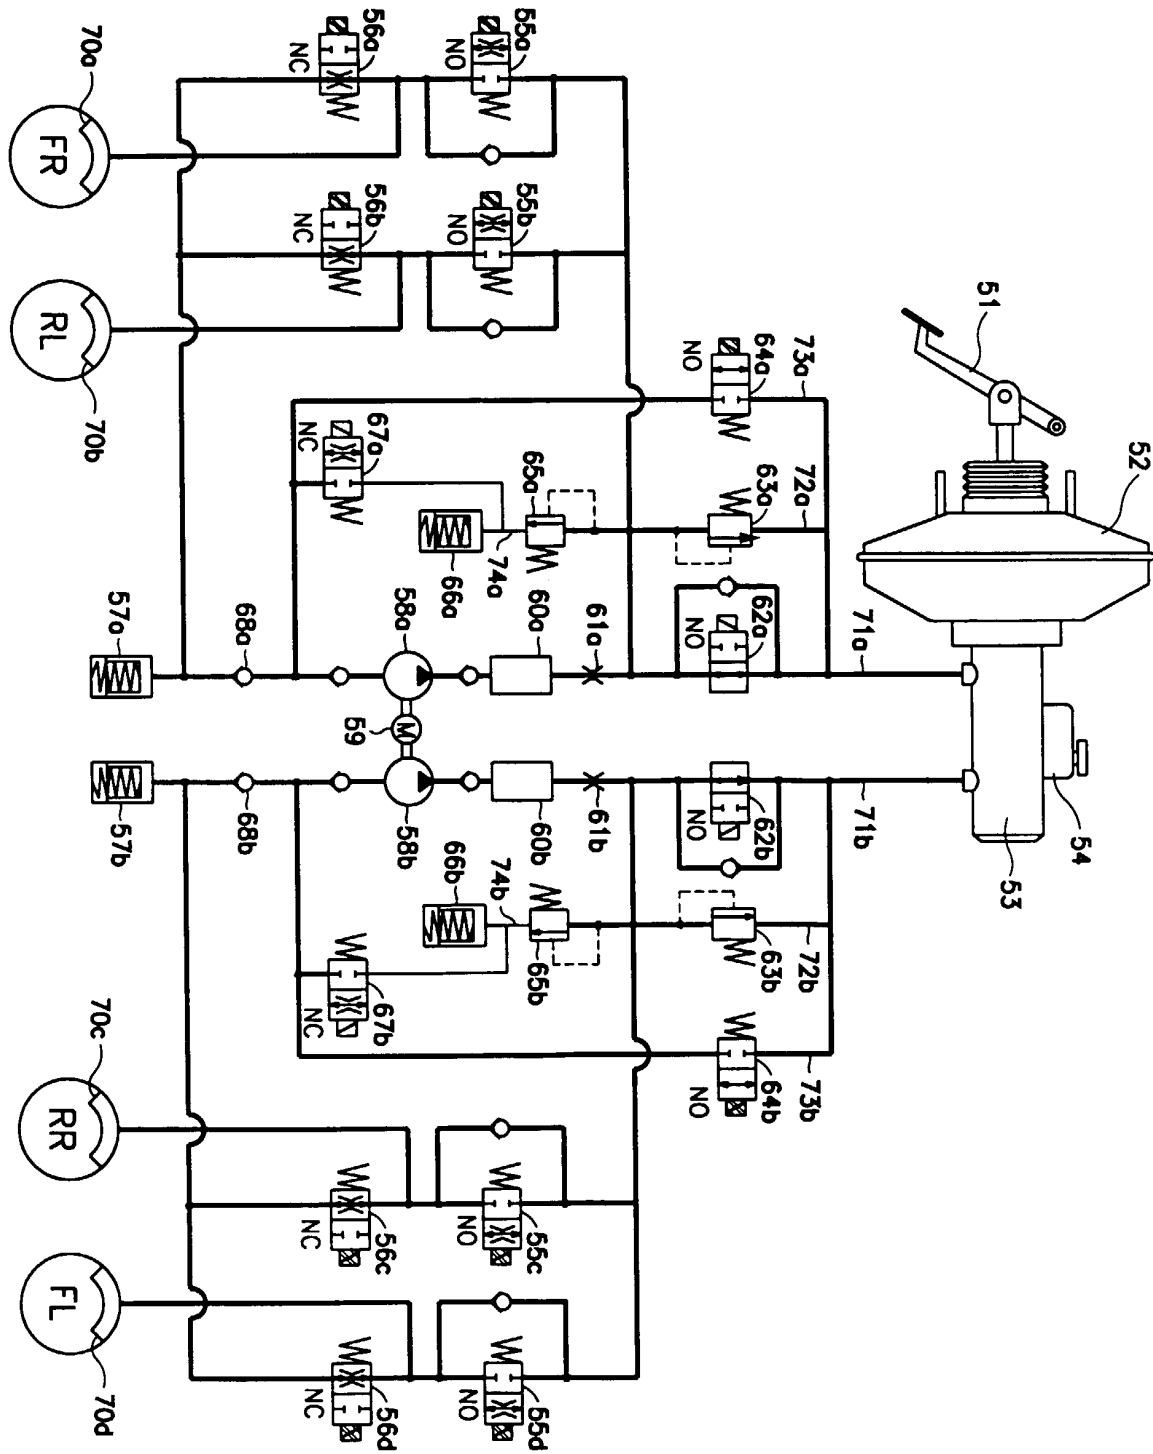 52
54
53
51
71a 71b
73a 72a 72b 73b
64a 63a 62a 62b 63b 64b
NO NO NO NO
61a 61b
55a 55b 65a 60a 60b 65b 55c 55d
74a 74b
NO NO 66a 66b NO NO
58a 58b
56a 56b 67a 59 67b 56c 56d
NC NC NC NC NC NC
68a 68b
57a 57b
70a 70b 70c 70d
M
FR RL RR FL